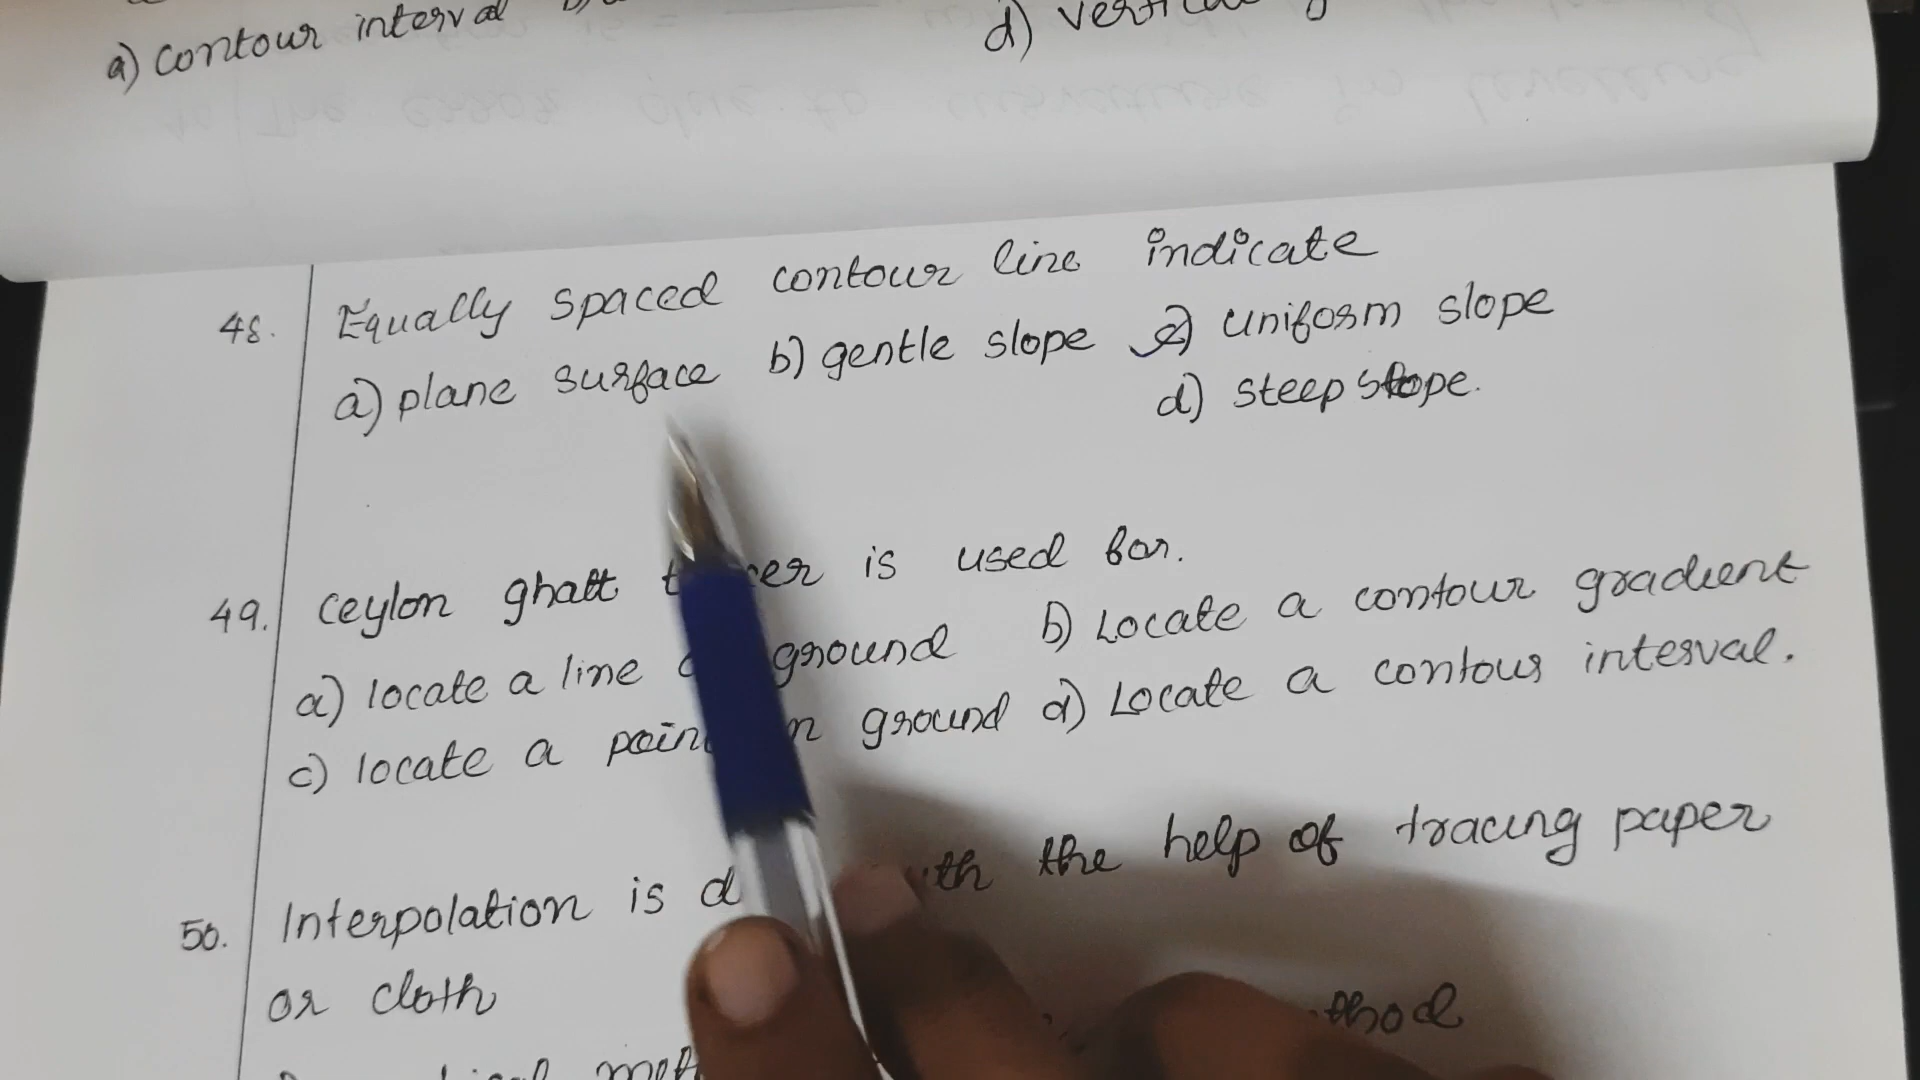 a) contour interval
d)
48. Equally spaced contour line indicate
a) plane surface b) gentle slope c) uniform slope
d) steep slope.
49. ceylon ghatt is used for.
a) locate a line ground b) Locate a contour gradient
c) locate a ground d) Locate a contour interval.
50. Interpolation is the help of tracing paper
or cloth